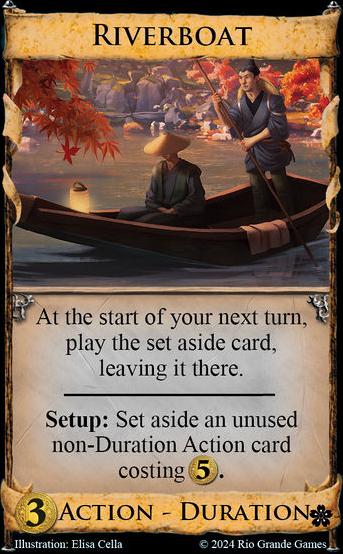 Riverboat
At the start of your next turn,
play the set aside card,
leaving it there.
Setup: Set aside an unused
non-Duration Action card
costing 5.
3 Action - Duration
Illustration: Elisa Cella © 2024 Rio Grande Games